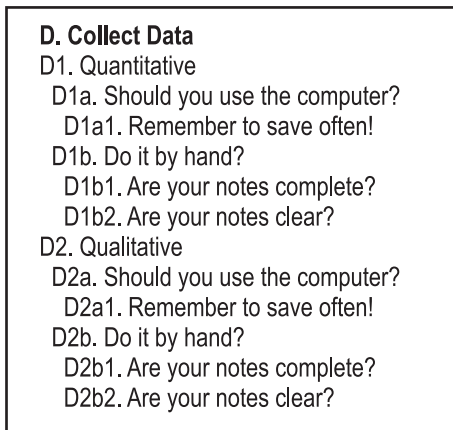 D. Collect Data
D1. Quantitative
D1a. Should you use the computer?
D1a1. Remember to save often!
D1b. Do it by hand?
D1b1. Are your notes complete?
D1b2. Are your notes clear?
D2. Qualitative
D2a. Should you use the computer?
D2a1. Remember to save often!
D2b. Do it by hand?
D2b1. Are your notes complete?
D2b2. Are your notes clear?